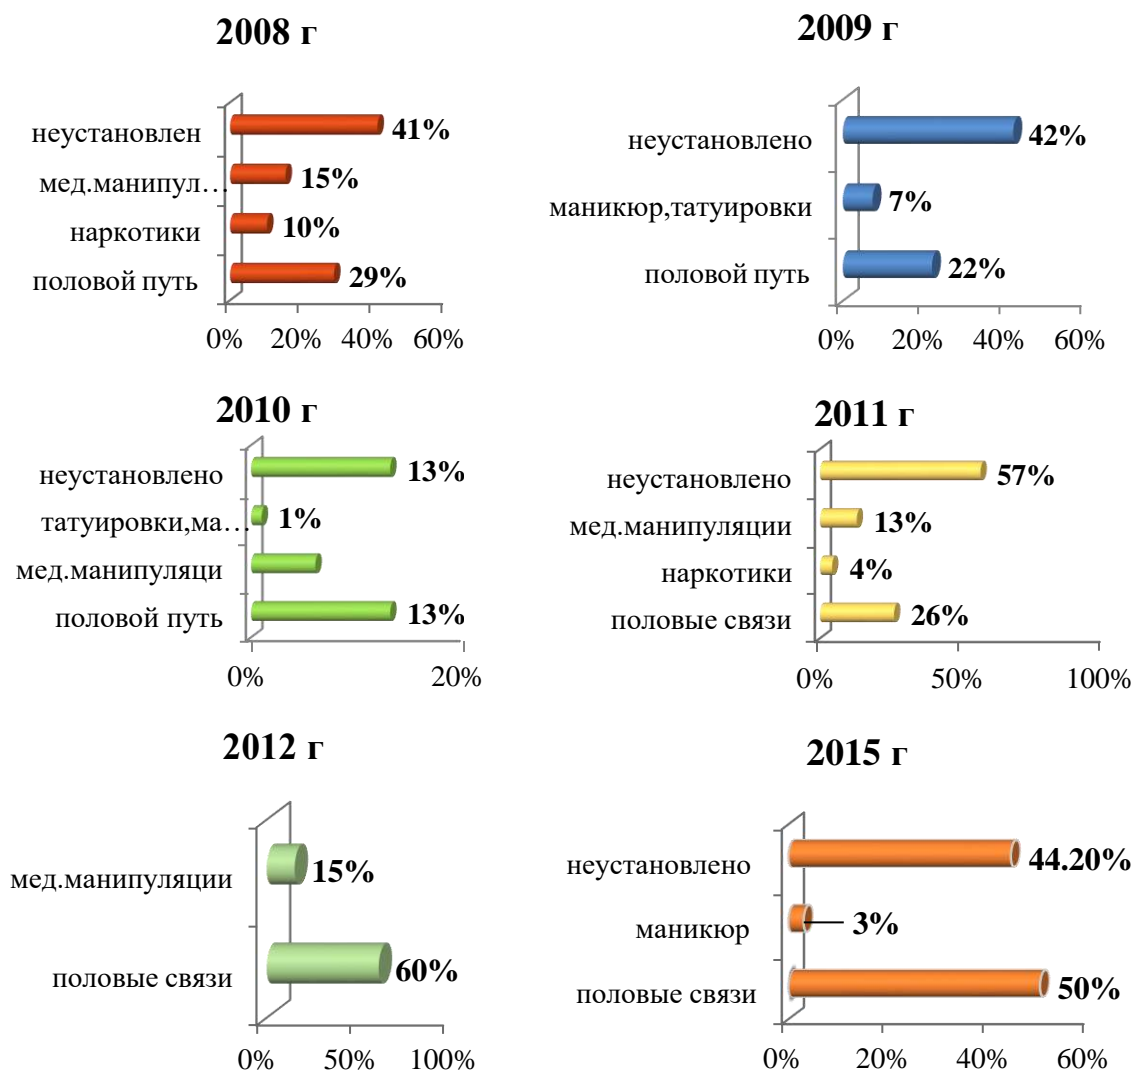 2008 г
неустановлен 41%
мед.манипул… 15%
наркотики 10%
половой путь 29%
0% 20% 40% 60%
2009 г
неустановлено 42%
маникюр,татуировки 7%
половой путь 22%
0% 20% 40% 60%
2010 г
неустановлено 13%
татуировки,ма… 1%
мед.манипуляци
половой путь 13%
0% 20%
2011 г
неустановлено 57%
мед.манипуляции 13%
наркотики 4%
половые связи 26%
0% 50% 100%
2012 г
мед.манипуляции 15%
половые связи 60%
0% 50% 100%
2015 г
неустановлено 44.20%
маникюр 3%
половые связи 50%
0% 20% 40% 60%